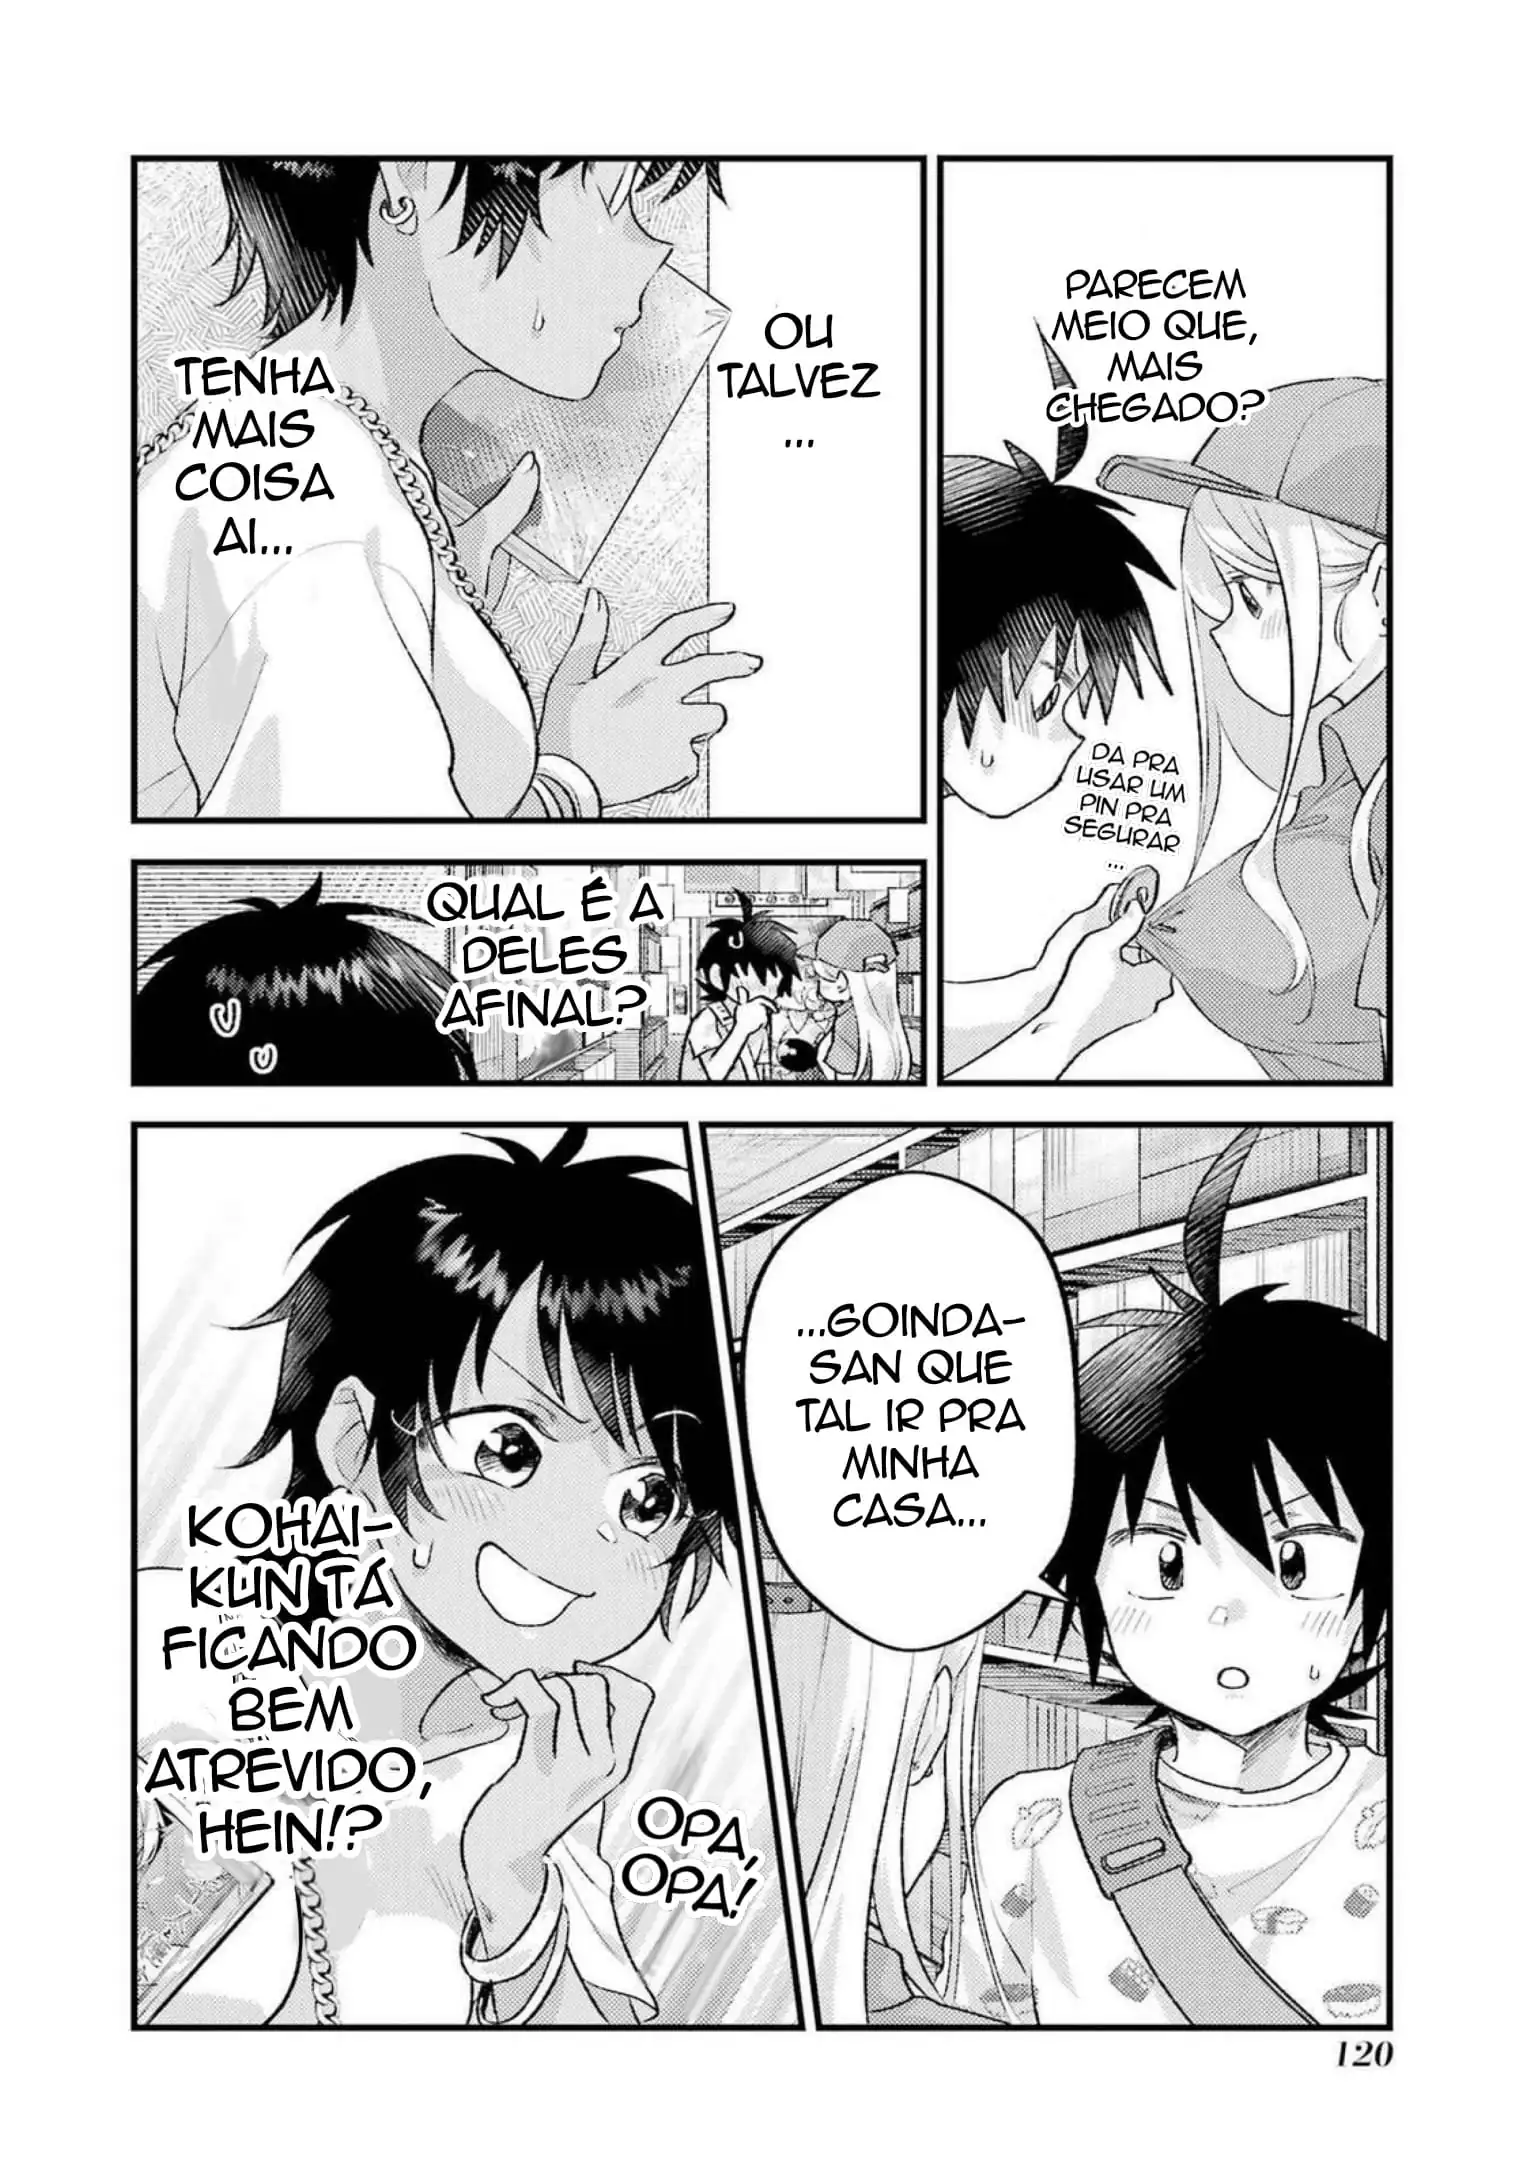 PARECEM
MEIO QUE,
MAIS
CHEGADO?
DA PRA
USAR UM
PIN PRA
SEGURAR
...
OU
TALVEZ
...
TENHA
MAIS
COISA
AI...
QUAL É A
DELES
AFINAL?
...GOINDA-
SAN QUE
TAL IR PRA
MINHA
CASA...
KOHAI-
KUN TÁ
FICANDO
BEM
ATREVIDO,
HEIN!?
OPA,
OPA!
120